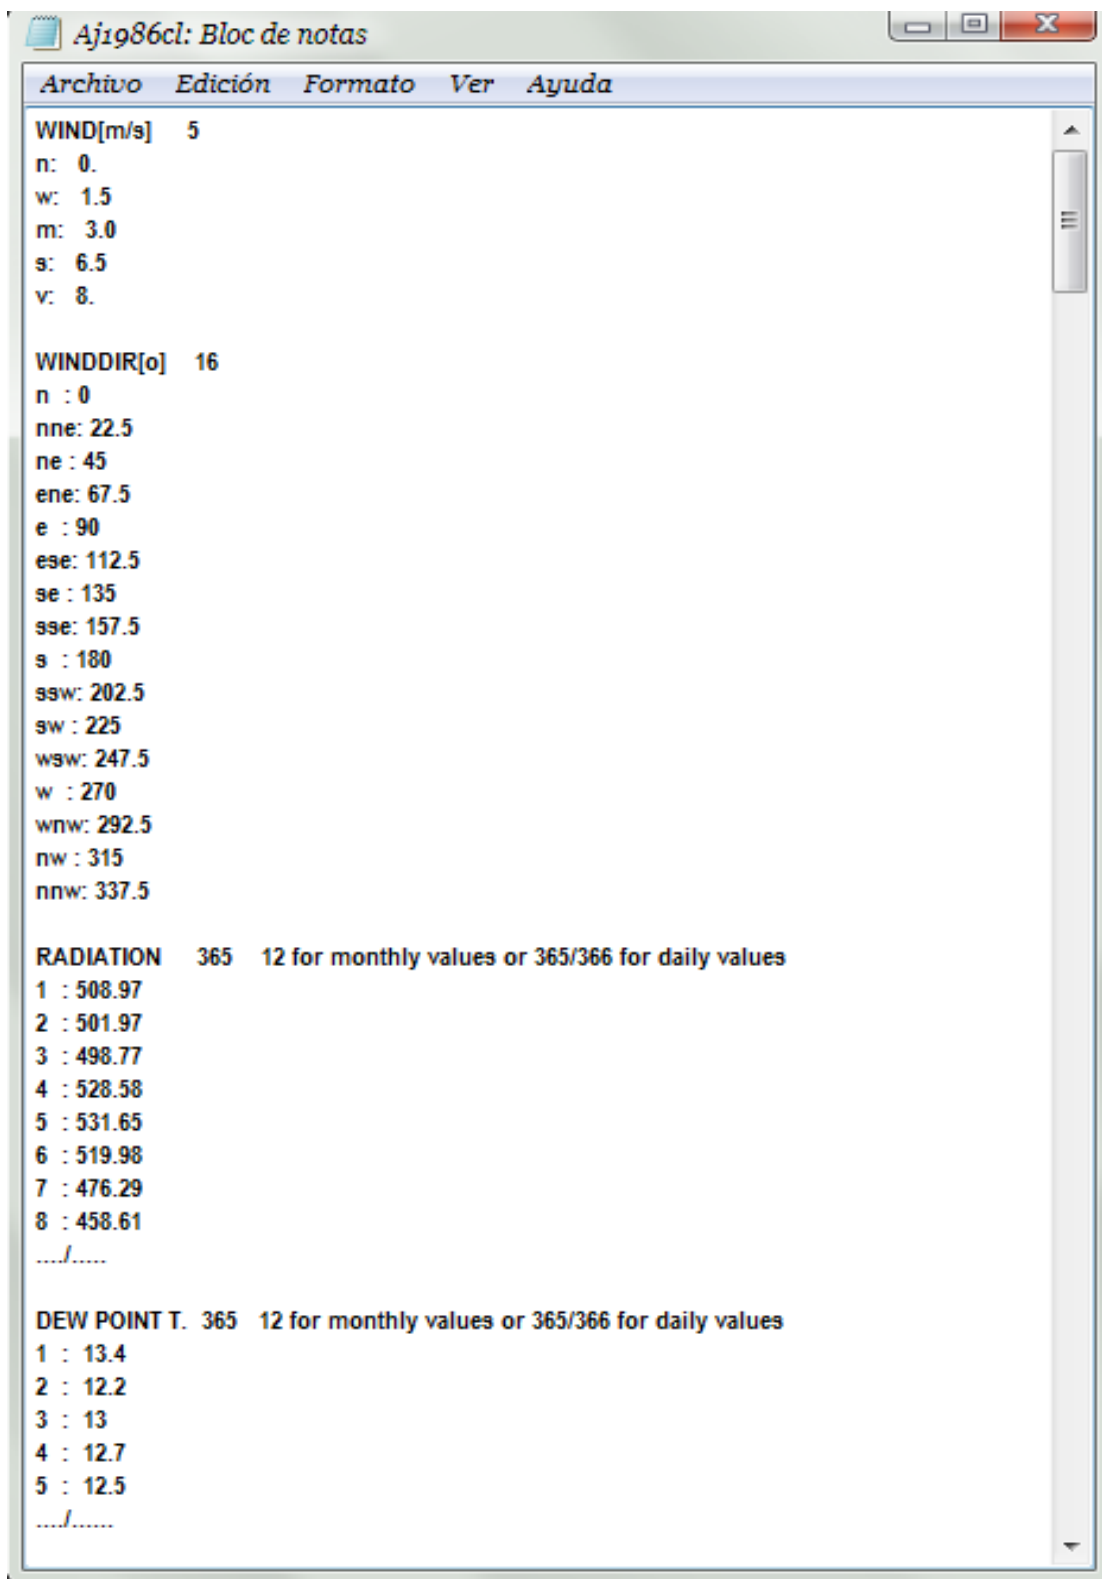 Aj1986cl: Bloc de notas
Archivo Edición Formato Ver Ayuda
WIND[m/s] 5
n: 0.
w: 1.5
m: 3.0
s: 6.5
v: 8.
WINDDIR[o] 16
n : 0
nne: 22.5
ne : 45
ene: 67.5
e : 90
ese: 112.5
se : 135
sse: 157.5
s : 180
ssw: 202.5
sw : 225
wsw: 247.5
w : 270
wnw: 292.5
nw : 315
nnw: 337.5
RADIATION 365 12 for monthly values or 365/366 for daily values
1 : 508.97
2 : 501.97
3 : 498.77
4 : 528.58
5 : 531.65
6 : 519.98
7 : 476.29
8 : 458.61
..../.....
DEW POINT T. 365 12 for monthly values or 365/366 for daily values
1 : 13.4
2 : 12.2
3 : 13
4 : 12.7
5 : 12.5
..../......